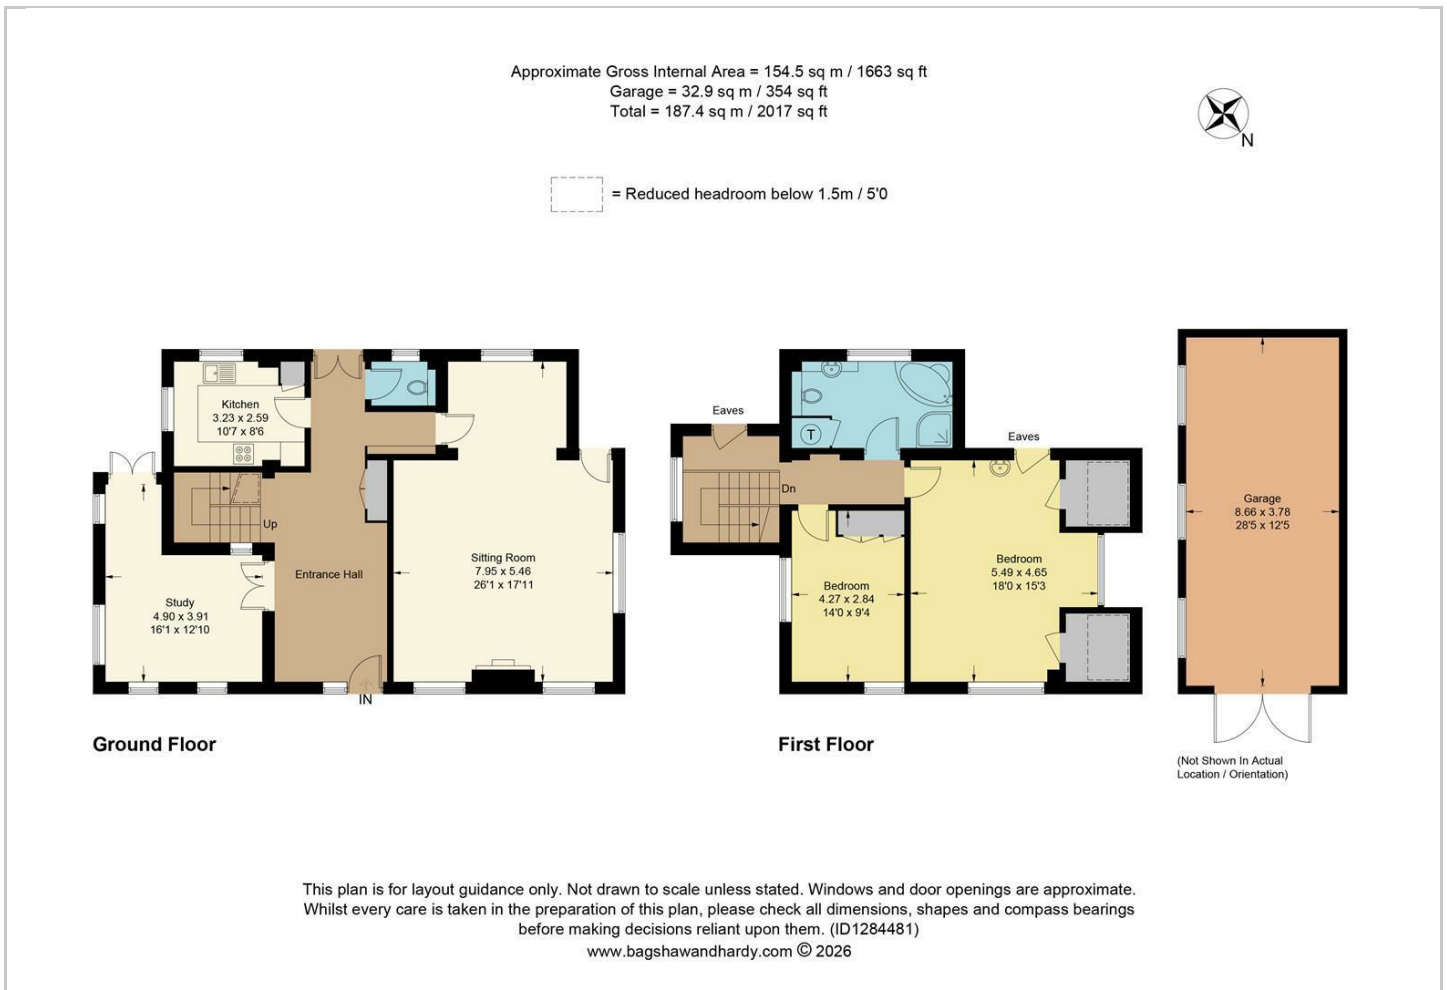 Approximate Gross Internal Area = 154.5 sq m / 1663 sq ft
Garage = 32.9 sq m / 354 sq ft
Total = 187.4 sq m / 2017 sq ft
N
= Reduced headroom below 1.5m / 5'0
Kitchen
3.23 x 2.59
10'7 x 8'6
Up
Entrance Hall
Study
4.90 x 3.91
16'1 x 12'10
Sitting Room
7.95 x 5.46
26'1 x 17'11
IN
Ground Floor
Eaves
T
Eaves
Dn
Bedroom
4.27 x 2.84
14'0 x 9'4
Bedroom
5.49 x 4.65
18'0 x 15'3
First Floor
Garage
8.66 x 3.78
28'5 x 12'5
(Not Shown In Actual
Location / Orientation)
This plan is for layout guidance only. Not drawn to scale unless stated. Windows and door openings are approximate.
Whilst every care is taken in the preparation of this plan, please check all dimensions, shapes and compass bearings
before making decisions reliant upon them. (ID1284481)
www.bagshawandhardy.com © 2026